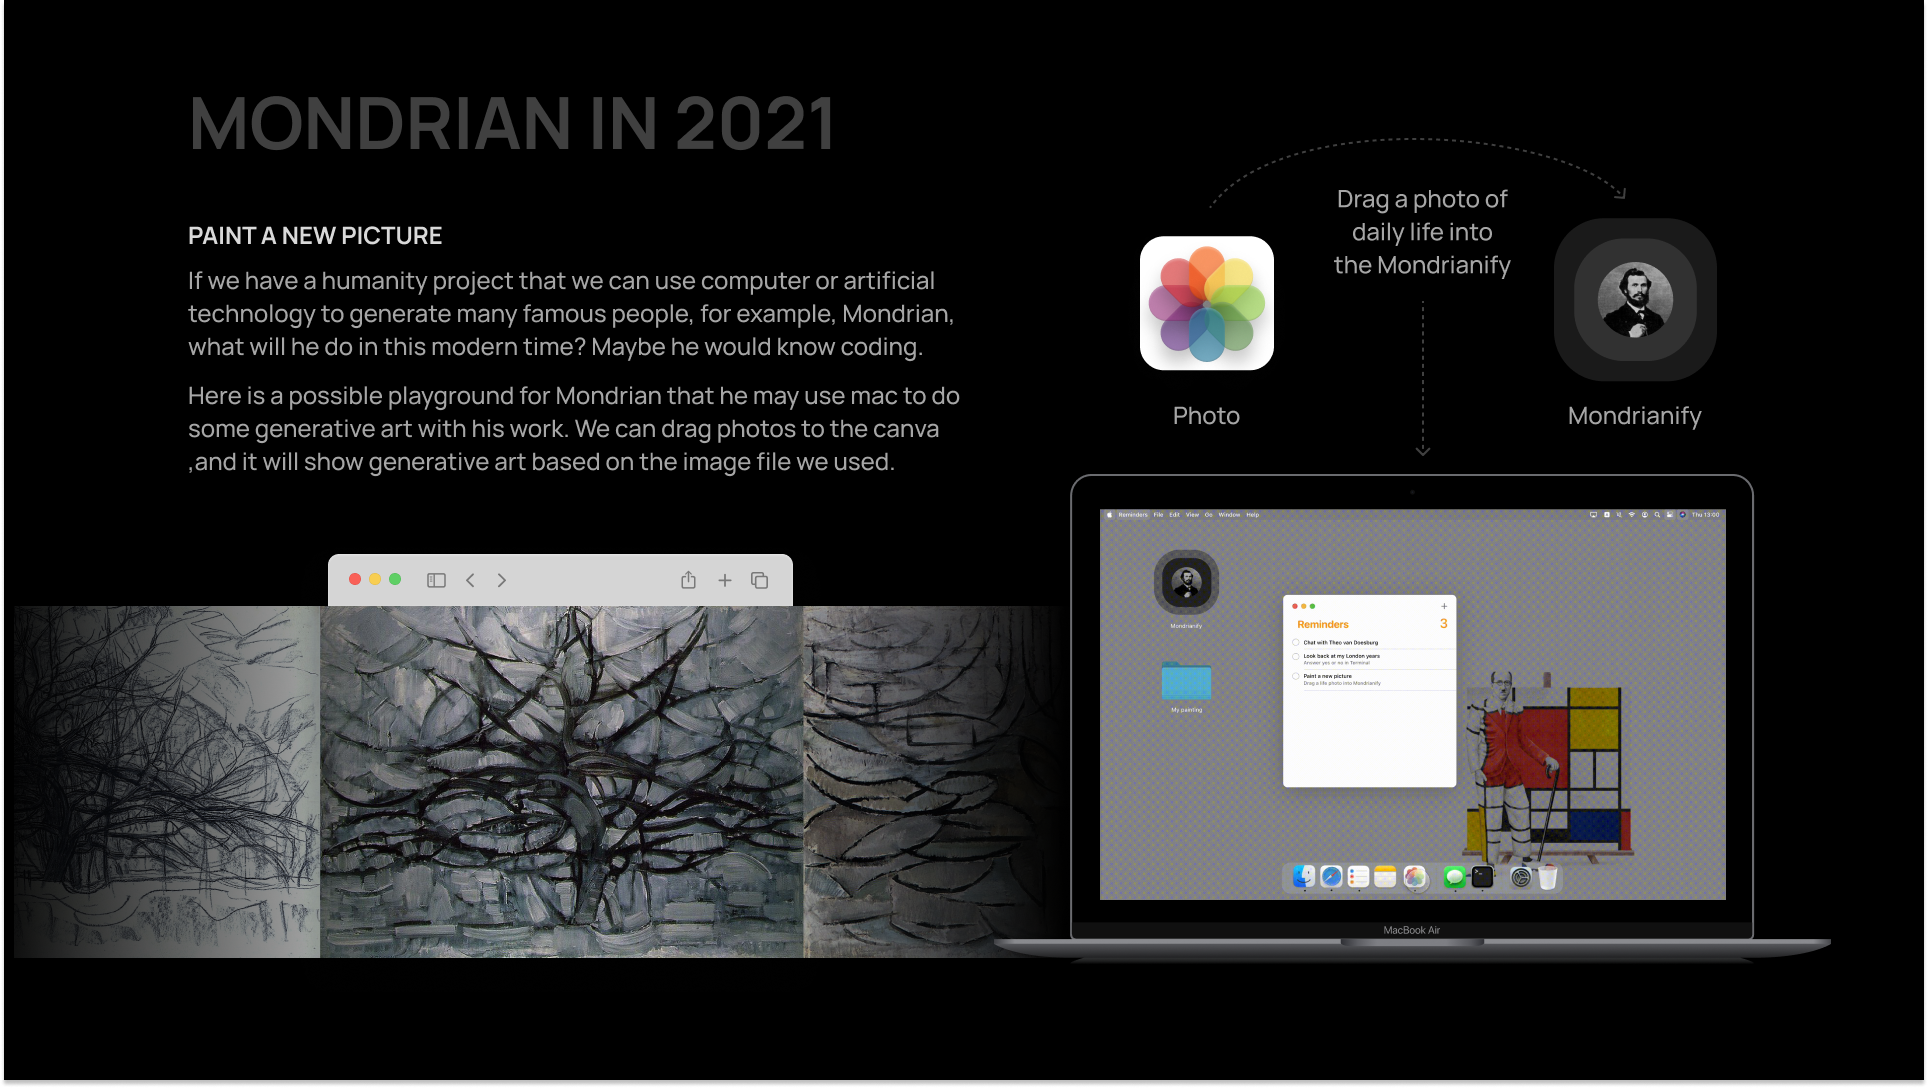 MONDRIAN IN 2021
PAINT A NEW PICTURE
If we have a humanity project that we can use computer or artificial
technology to generate many famous people, for example, Mondrian,
what will he do in this modern time? Maybe he would know coding.
Here is a possible playground for Mondrian that he may use mac to do
some generative art with his work. We can drag photos to the canva
,and it will show generative art based on the image file we used.
Drag a photo of
daily life into
the Mondrianify
Photo
Mondrianify
Reminders File Edit View Go Window Help
Thu 13:00
Mondrianify
My painting
Reminders
3
Chat with Theo van Doesburg
Look back at my London years
Answer yes or no in Terminal
Paint a new picture
Drag a life photo into Mondrianify
MacBook Air